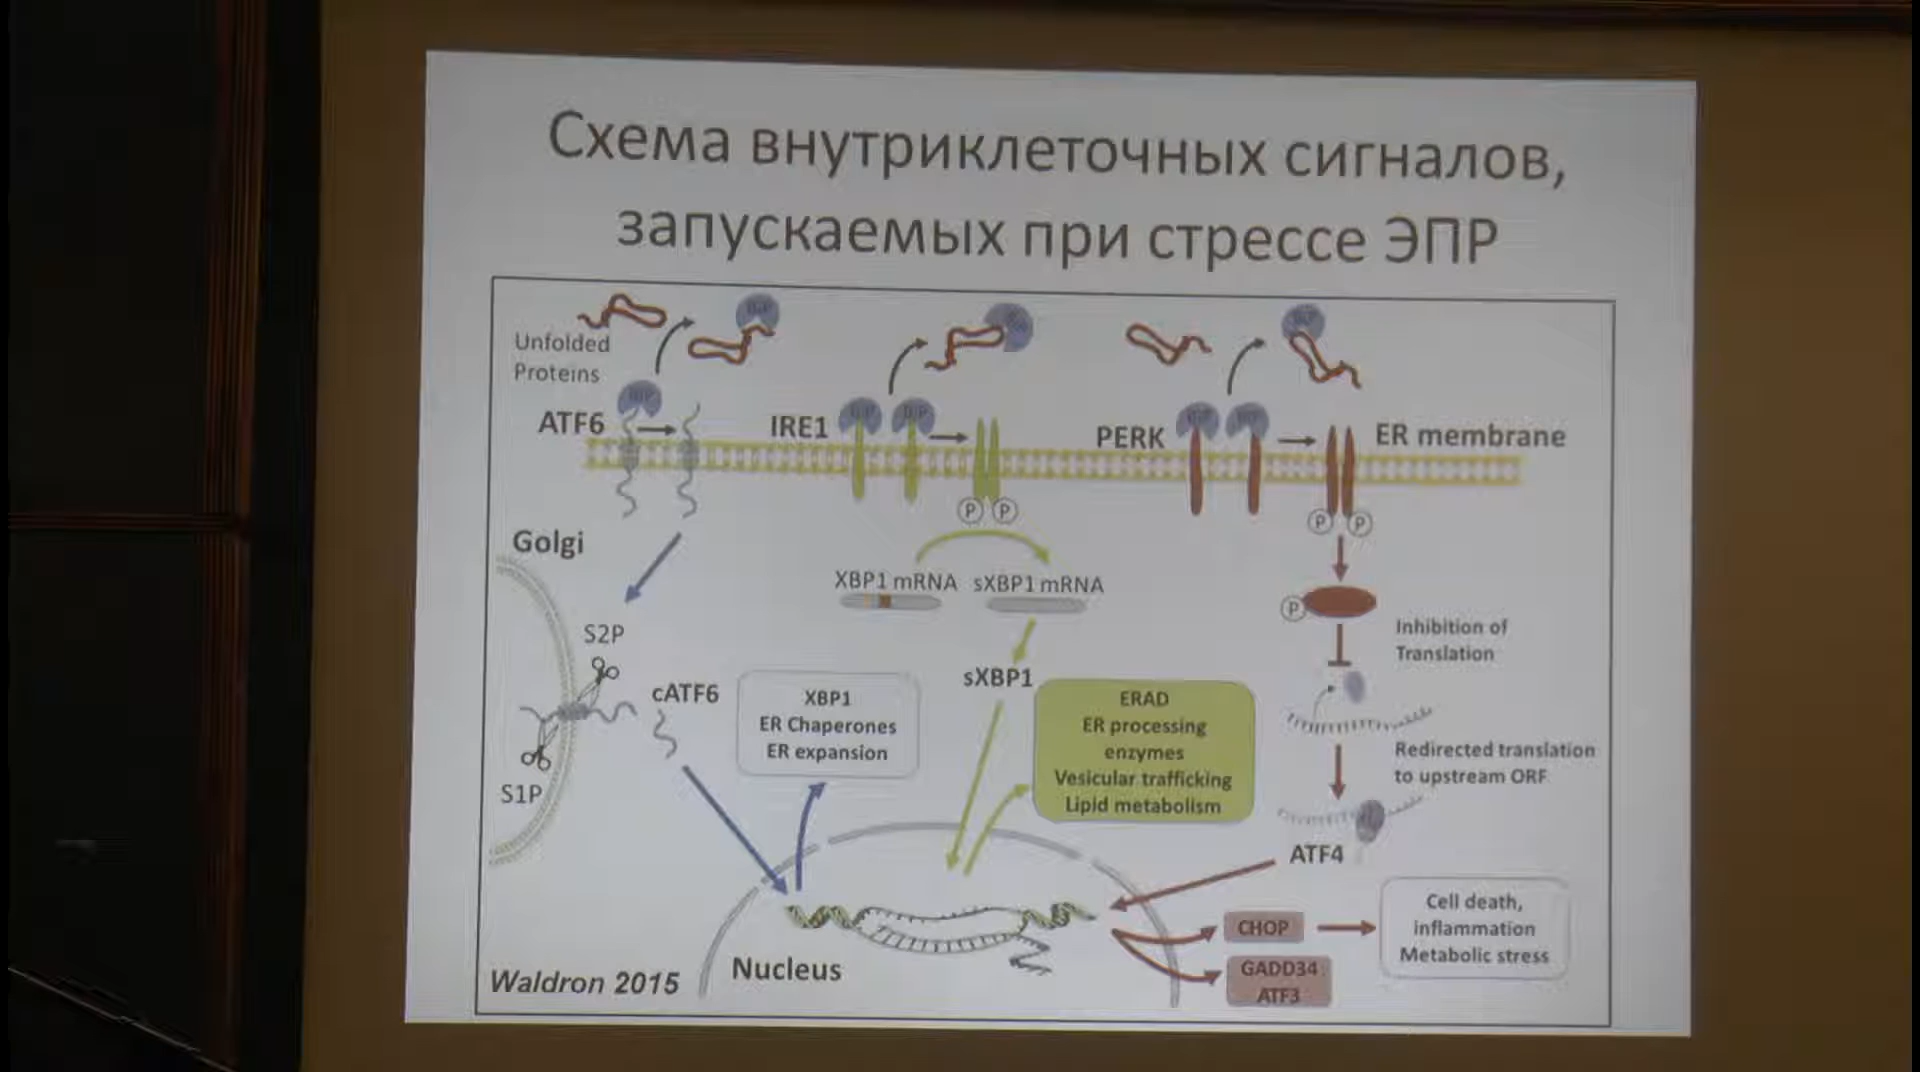 Схема внутриклеточных сигналов,
запускаемых при стрессе ЭПР
Unfolded
Proteins
ATF6
IRE1
BiP
BiP
PERK
ER membrane
P
P
P
P
Golgi
XBP1 mRNA
sXBP1 mRNA
P
Inhibition of
Translation
S2P
sXBP1
cATF6
XBP1
ER Chaperones
ER expansion
ERAD
ER processing
enzymes
Vesicular trafficking
Lipid metabolism
Redirected translation
to upstream ORF
S1P
ATF4
CHOP
Cell death,
inflammation
Metabolic stress
GADD34
ATF3
Nucleus
Waldron 2015